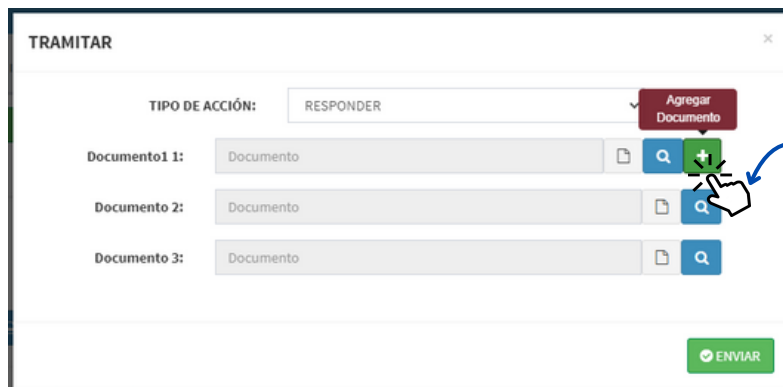 TRAMITAR
×
TIPO DE ACCIÓN: RESPONDER
Agregar
Documento
Documento1 1: Documento
Documento 2: Documento
Documento 3: Documento
ENVIAR